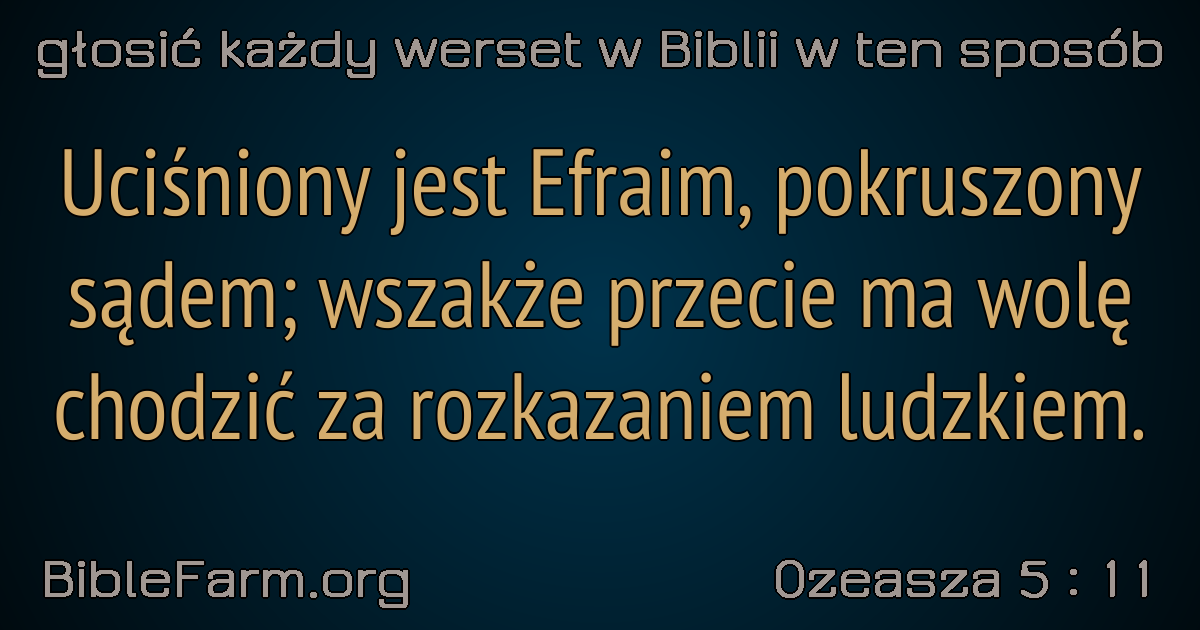 głosić każdy werset w Biblii w ten sposób
Uciśniony jest Efraim, pokruszony
sądem; wszakże przecie ma wolę
chodzić za rozkazaniem ludzkiem.
BibleFarm.org
Ozeasza 5 : 11